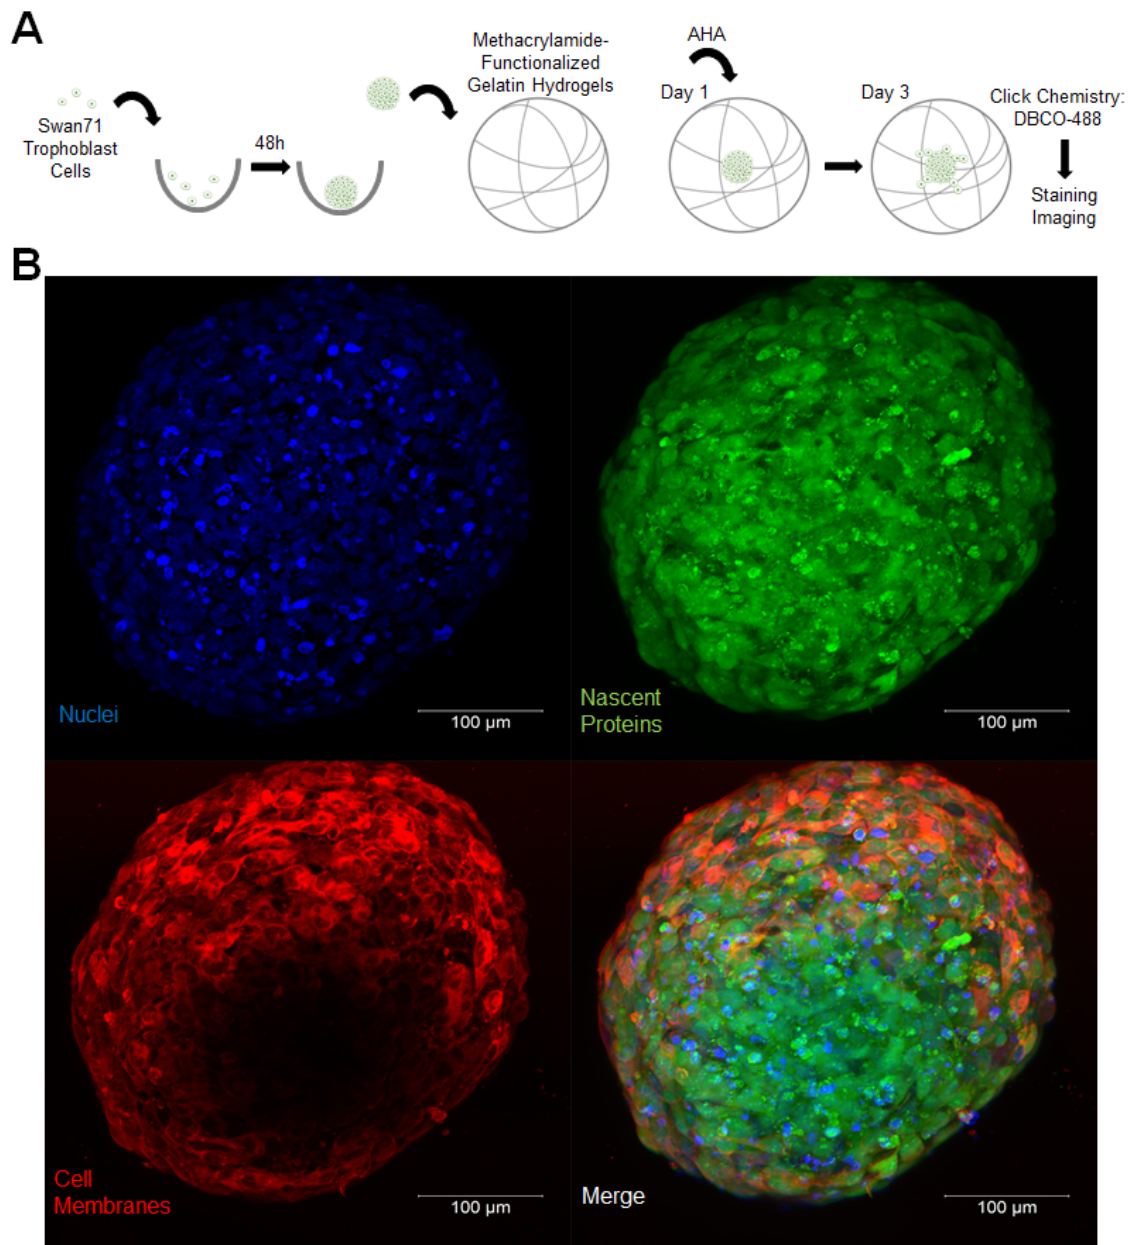 A
Swan71
Trophoblast
Cells
48h
Methacrylamide-
Functionalized
Gelatin Hydrogels
AHA
Day 1
Day 3
Click Chemistry:
DBCO-488
Staining
Imaging
B
Nuclei
100 µm
Nascent
Proteins
100 µm
Cell
Membranes
100 µm
Merge
100 µm